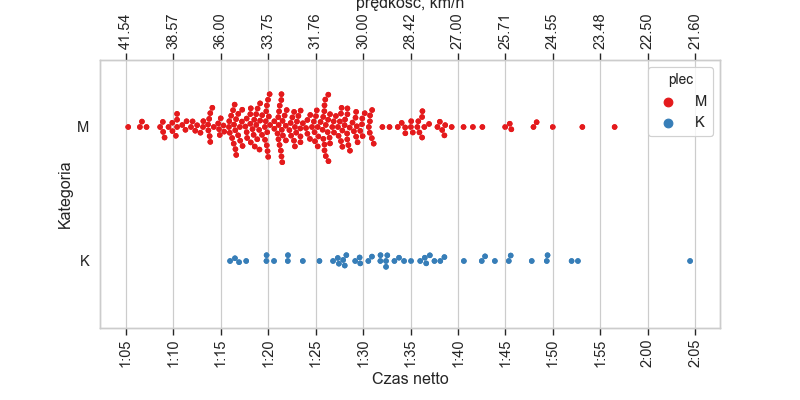 prędkość, km/h
41.54 38.57 36.00 33.75 31.76 30.00 28.42 27.00 25.71 24.55 23.48 22.50 21.60
plec
M
K
M
K
Kategoria
1:05 1:10 1:15 1:20 1:25 1:30 1:35 1:40 1:45 1:50 1:55 2:00 2:05
Czas netto